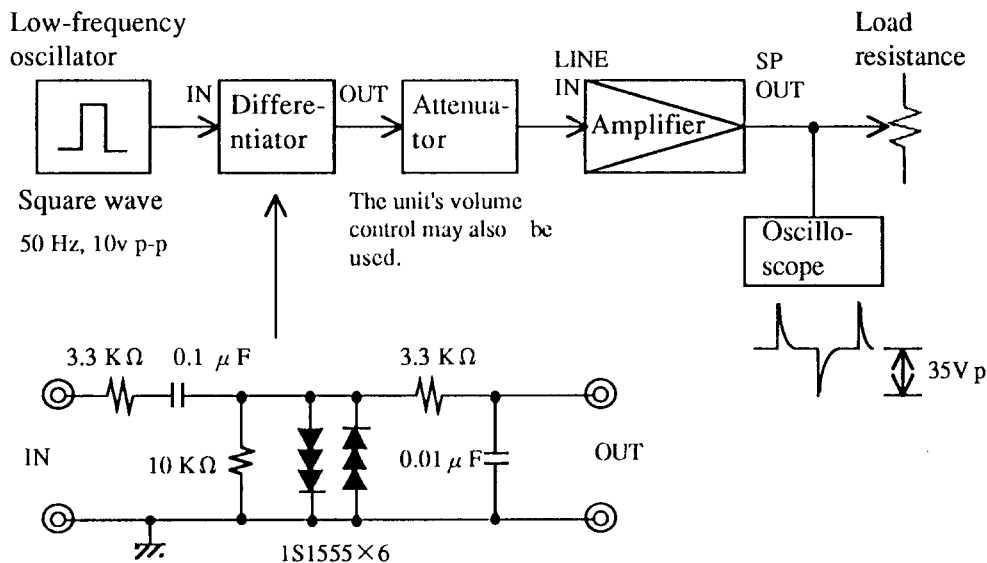 Low-frequency
oscillator
Load
resistance
LINE
IN
SP
OUT
IN
Differe-
ntiator
OUT
Attenua-
tor
Amplifier
Square wave
50 Hz, 10v p-p
The unit's volume
control may also be
used.
Oscillo-
scope
35V p
3.3 KΩ
0.1 μF
3.3 KΩ
IN
10 KΩ
0.01 μF
OUT
1S1555×6